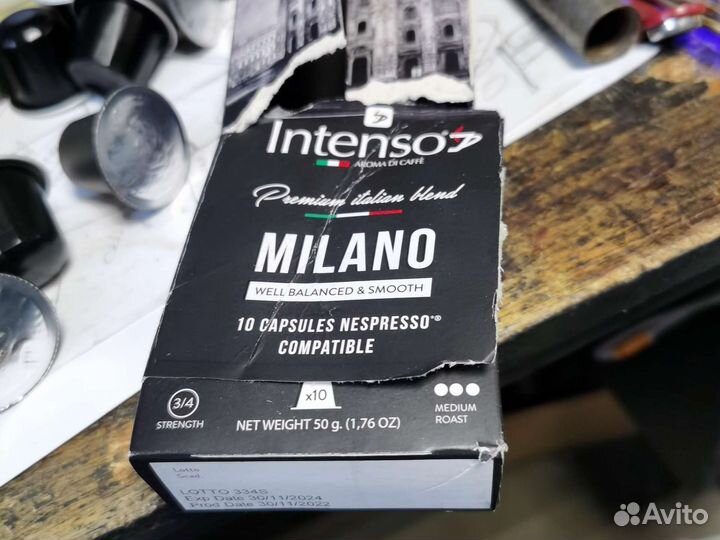 Intenso
AROMA DI CAFFÈ
Premium italian blend
MILANO
WELL BALANCED & SMOOTH
10 CAPSULES NESPRESSO*®
COMPATIBLE
x10
3/4
STRENGTH
NET WEIGHT 50 g. (1,76 OZ)
MEDIUM
ROAST
Lotto
Scad.
LOTTO 334S
Exp Date 30/11/2024
Prod Date 30/11/2022
Avito